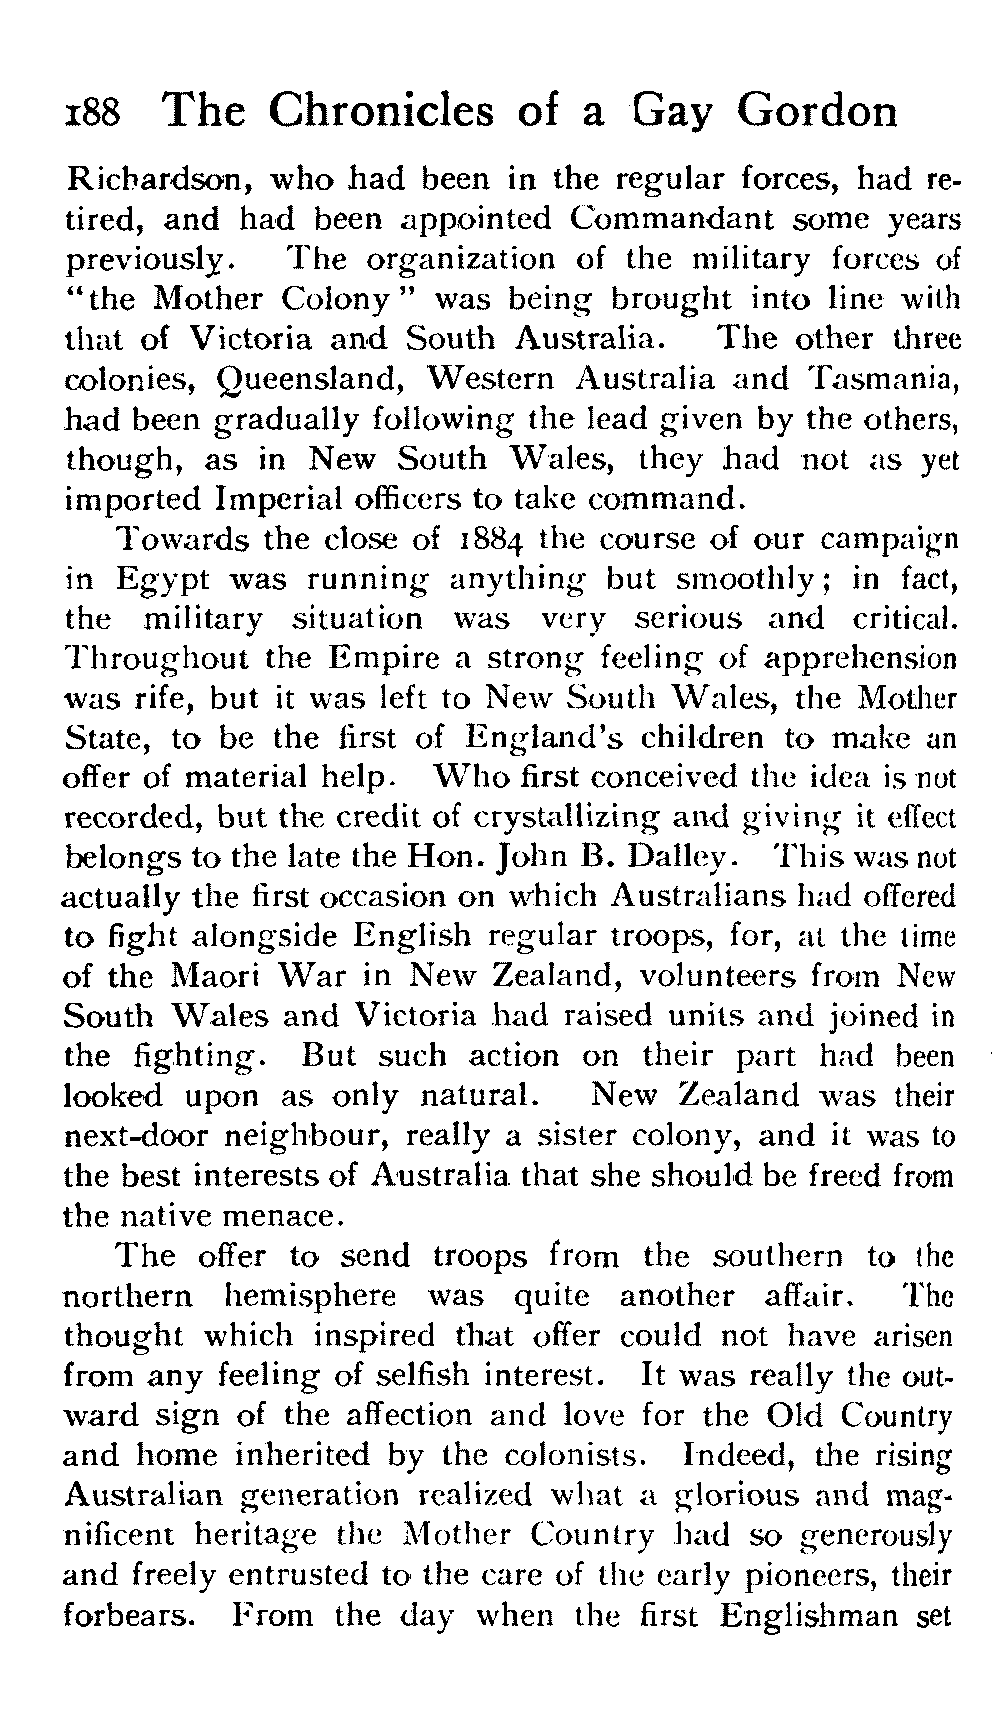 188 The Chronicles of a Gay Gordon
Richardson, who had been in the regular forces, had re-
tired, and had been appointed Commandant some years
previously. The organization of the military forces of
"the Mother Colony" was being brought into line with
that of Victoria and South Australia. The other three
colonies, Queensland, Western Australia and Tasmania,
had been gradually following the lead given by the others,
though, as in New South Wales, they had not as yet
imported Imperial officers to take command.
Towards the close of 1884 the course of our campaign
in Egypt was running anything but smoothly; in fact,
the military situation was very serious and critical.
Throughout the Empire a strong feeling of apprehension
was rife, but it was left to New South Wales, the Mother
State, to be the first of England's children to make an
offer of material help. Who first conceived the idea is not
recorded, but the credit of crystallizing and giving it effect
belongs to the late the Hon. John B. Dalley. This was not
actually the first occasion on which Australians had offered
to fight alongside English regular troops, for, at the time
of the Maori War in New Zealand, volunteers from New
South Wales and Victoria had raised units and joined in
the fighting. But such action on their part had been
looked upon as only natural. New Zealand was their
next-door neighbour, really a sister colony, and it was to
the best interests of Australia that she should be freed from
the native menace.
The offer to send troops from the southern to the
northern hemisphere was quite another affair. The
thought which inspired that offer could not have arisen
from any feeling of selfish interest. It was really the out-
ward sign of the affection and love for the Old Country
and home inherited by the colonists. Indeed, the rising
Australian generation realized what a glorious and mag-
nificent heritage the Mother Country had so generously
and freely entrusted to the care of the early pioneers, their
forbears. From the day when the first Englishman set